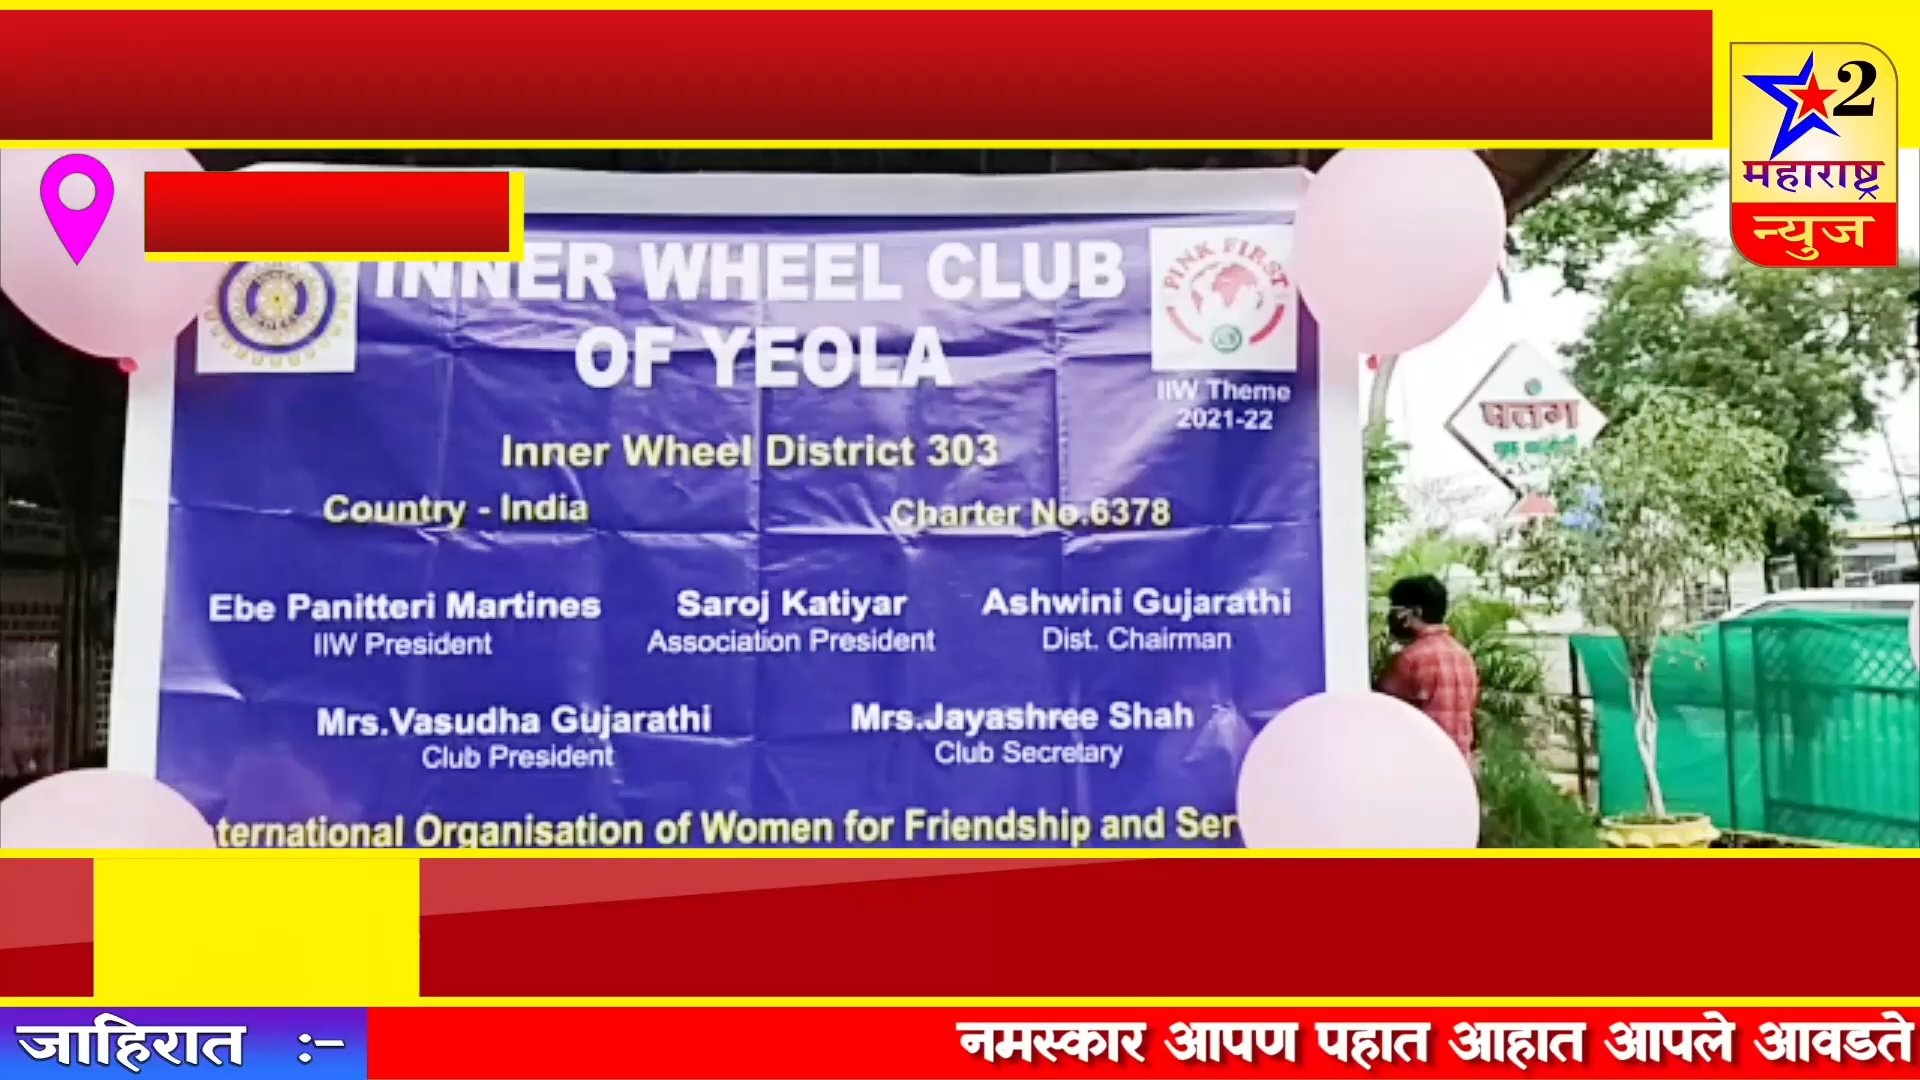 2
महाराष्ट्र
न्युज
INNER WHEEL CLUB
OF YEOLA
PINK FIRST
IIW Theme
2021-22
Inner Wheel District 303
Country - India
Charter No.6378
Ebe Panitteri Martines
IIW President
Saroj Katiyar
Association President
Ashwini Gujarathi
Dist. Chairman
Mrs.Vasudha Gujarathi
Club President
Mrs.Jayashree Shah
Club Secretary
ternational Organisation of Women for Friendship and Ser
पतंग
जाहिरात :-
नमस्कार आपण पहात आहात आपले आवडते